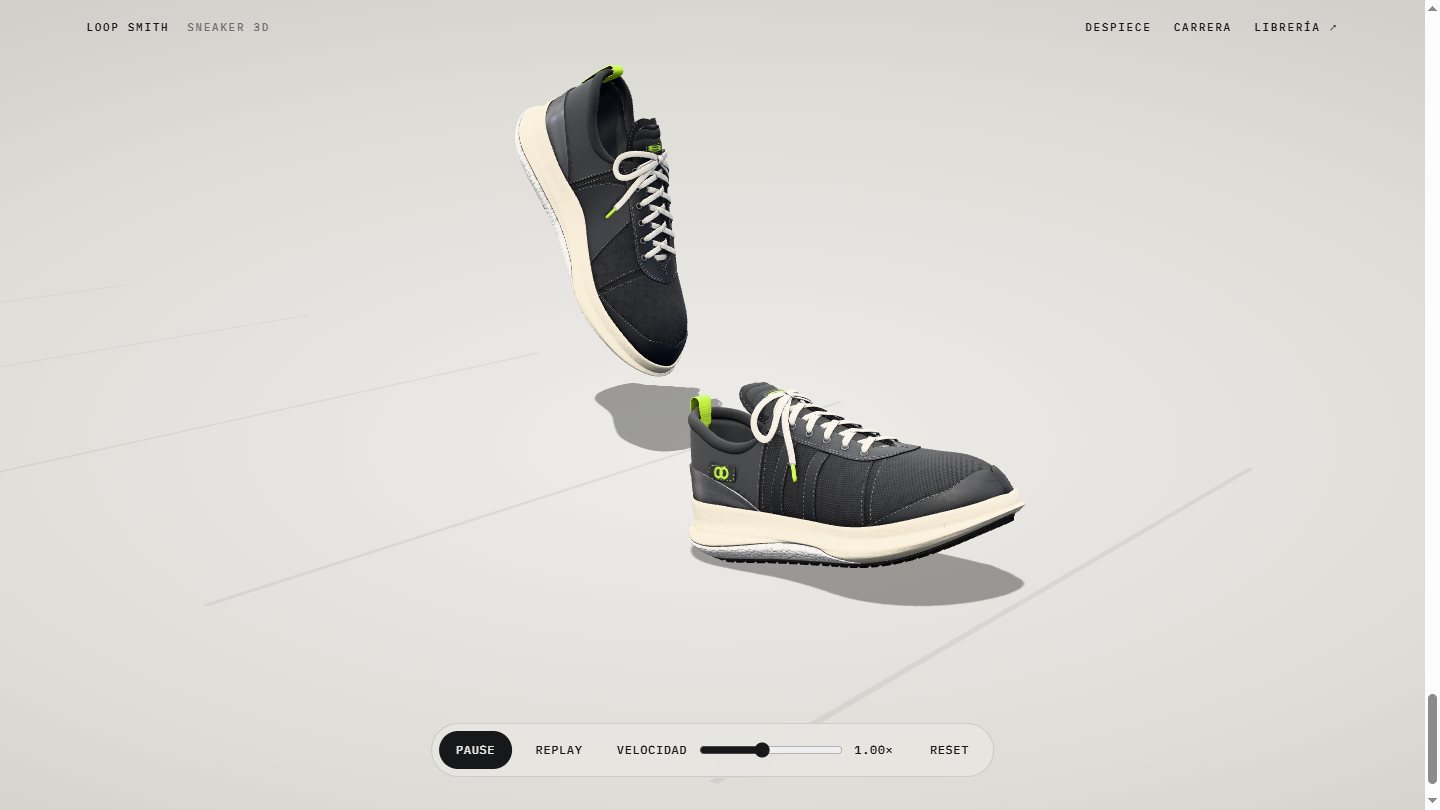 LOOP SMITH SNEAKER 3D
DESPIECE CARRERA LIBRERÍA ↗
PAUSE REPLAY VELOCIDAD 1.00× RESET